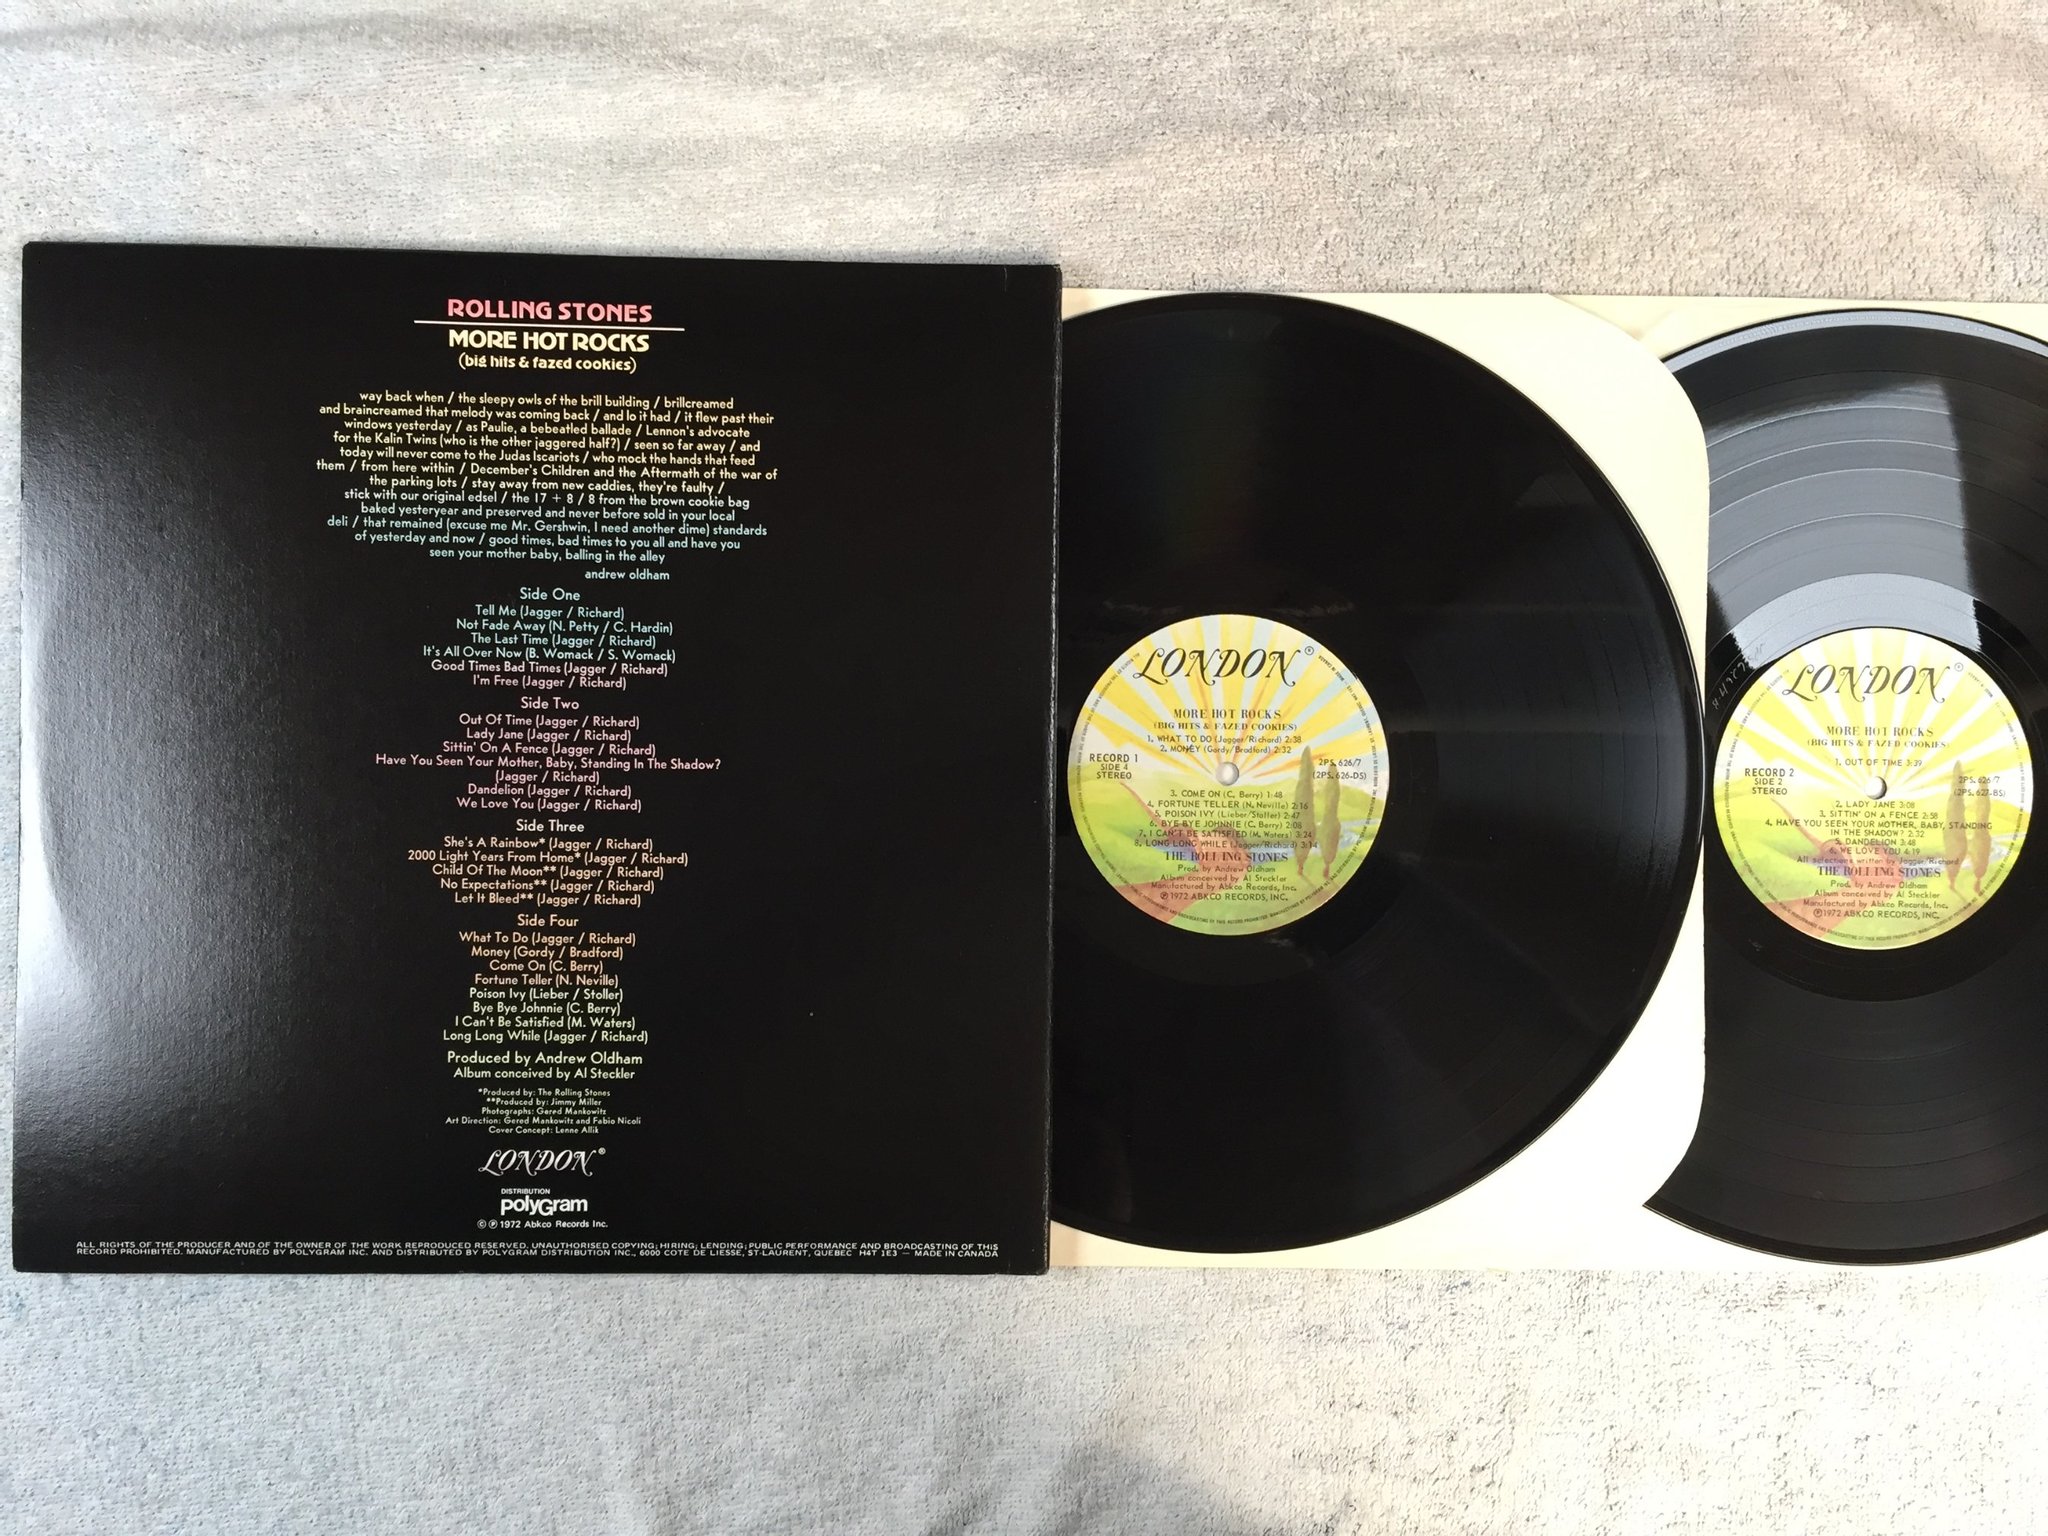 ROLLING STONES
MORE HOT ROCKS
(big hits & fazed cookies)
way back when / the sleepy owls of the brill building / brillcreamed
and braincreamed that melody was coming back / and lo it had / it flew past their
windows yesterday / as Paulie, a bebeatled ballade / Lennon's advocate
for the Kalin Twins (who is the other jaggered half?) / seen so far away / and
today will never come to the Judas Iscariots / who mock the hands that feed
them / from here within / December's Children and the Aftermath of the war of
the parking lots / stay away from new caddies, they're faulty /
stick with our original edsel / the 17 + 8 / 8 from the brown cookie bag
baked yesteryear and preserved and never before sold in your local
deli / that remained (excuse me Mr. Gershwin, I need another dime) standards
of yesterday and now / good times, bad times to you all and have you
seen your mother baby, balling in the alley
andrew oldham
Side One
Tell Me (Jagger / Richard)
Not Fade Away (N. Petty / C. Hardin)
The Last Time (Jagger / Richard)
It's All Over Now (B. Womack / S. Womack)
Good Times Bad Times (Jagger / Richard)
I'm Free (Jagger / Richard)
Side Two
Out Of Time (Jagger / Richard)
Lady Jane (Jagger / Richard)
Sittin' On A Fence (Jagger / Richard)
Have You Seen Your Mother, Baby, Standing In The Shadow?
(Jagger / Richard)
Dandelion (Jagger / Richard)
We Love You (Jagger / Richard)
Side Three
She's A Rainbow* (Jagger / Richard)
2000 Light Years From Home* (Jagger / Richard)
Child Of The Moon** (Jagger / Richard)
No Expectations** (Jagger / Richard)
Let It Bleed** (Jagger / Richard)
Side Four
What To Do (Jagger / Richard)
Money (Gordy / Bradford)
Come On (C. Berry)
Fortune Teller (N. Neville)
Poison Ivy (Lieber / Stoller)
Bye Bye Johnnie (C. Berry)
I Can't Be Satisfied (M. Waters)
Long Long While (Jagger / Richard)
Produced by Andrew Oldham
Album conceived by Al Steckler
*Produced by: The Rolling Stones
**Produced by: Jimmy Miller
Photographs: Gered Mankowitz
Art Direction: Gered Mankowitz and Fabio Nicoli
Cover Concept: Lenne Allik
LONDON®
DISTRIBUTION
polyGram
© ℗ 1972 Abkco Records Inc.
ALL RIGHTS OF THE PRODUCER AND OF THE OWNER OF THE WORK REPRODUCED RESERVED. UNAUTHORISED COPYING; HIRING; LENDING; PUBLIC PERFORMANCE AND BROADCASTING OF THIS
RECORD PROHIBITED. MANUFACTURED BY POLYGRAM INC. AND DISTRIBUTED BY POLYGRAM DISTRIBUTION INC., 6000 COTE DE LIESSE, ST-LAURENT, QUEBEC H4T 1E3 — MADE IN CANADA
LONDON®
MORE HOT ROCKS
(BIG HITS & FAZED COOKIES)
1. WHAT TO DO (Jagger/Richard) 2:38
2. MONEY (Gordy/Bradford) 2:32
RECORD 1
SIDE 4
STEREO
2PS. 626/7
(2PS. 626-DS)
3. COME ON (C. Berry) 1:48
4. FORTUNE TELLER (N. Neville) 2:16
5. POISON IVY (Lieber/Stoller) 2:47
6. BYE BYE JOHNNIE (C. Berry) 2:08
7. I CAN'T BE SATISFIED (M. Waters) 3:24
8. LONG LONG WHILE (Jagger/Richard) 3:14
THE ROLLING STONES
Prod. by Andrew Oldham
Album conceived by Al Steckler
Manufactured by Abkco Records, Inc.
℗ 1972 ABKCO RECORDS, INC.
LONDON®
MORE HOT ROCKS
(BIG HITS & FAZED COOKIES)
1. OUT OF TIME 3:39
RECORD 2
SIDE 2
STEREO
2PS. 626/7
(2PS. 627-BS)
2. LADY JANE 3:08
3. SITTIN' ON A FENCE 2:58
4. HAVE YOU SEEN YOUR MOTHER, BABY, STANDING
IN THE SHADOW? 2:32
5. DANDELION 3:48
6. WE LOVE YOU 4:19
All selections written by Jagger/Richard
THE ROLLING STONES
Prod. by Andrew Oldham
Album conceived by Al Steckler
Manufactured by Abkco Records, Inc.
℗ 1972 ABKCO RECORDS, INC.